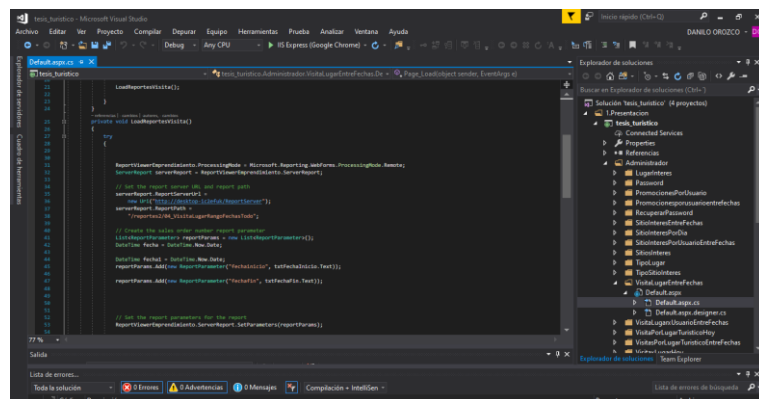 tesis_turistico - Microsoft Visual Studio
Inicio rápido (Ctrl+Q)
Archivo Editar Ver Proyecto Compilar Depurar Equipo Herramientas Prueba Analizar Ventana Ayuda
DANILO OROZCO
Debug Any CPU IIS Express (Google Chrome)
Explorador de servidores
Cuadro de herramientas
Default.aspx.cs
tesis_turistico
tesis_turistico.Administrador.VisitaLugarEntreFechas.De
Page_Load(object sender, EventArgs e)
LoadReportesVisita();
}
}
private void LoadReportesVisita()
{
try
{
ReportViewerEmprendimiento.ProcessingMode = Microsoft.Reporting.WebForms.ProcessingMode.Remote;
ServerReport serverReport = ReportViewerEmprendimiento.ServerReport;
// Set the report server URL and report path
serverReport.ReportServerUrl =
serverReport.ReportPath =
"/reportes2/04_VisitaLugarRangoFechasTodo";
// Create the sales order number report parameter
List<ReportParameter> reportParams = new List<ReportParameter>();
DateTime fecha = DateTime.Now.Date;
DateTime fecha1 = DateTime.Now.Date;
reportParams.Add(new ReportParameter("fechainicio", txtFechaInicio.Text));
reportParams.Add(new ReportParameter("fechafin", txtFechaFin.Text));
// Set the report parameters for the report
ReportViewerEmprendimiento.ServerReport.SetParameters(reportParams);
77 %
Salida
Lista de errores...
Toda la solución 0 Errores 0 Advertencias 0 Mensajes Compilación + IntelliSen
Lista de errores de búsqueda
Explorador de soluciones
Buscar en Explorador de soluciones (Ctrl+¨)
Solución 'tesis_turistico' (4 proyectos)
1.Presentacion
tesis_turistico
Connected Services
Properties
Referencias
Administrador
LugarInteres
Password
PromocionesPorUsuario
Promocionesporusuarioentrefechas
RecuperarPassword
SitioInteresEntreFechas
SitioInteresPorDia
SitioInteresPorUsuarioEntreFechas
SitiosInteres
TipoLugar
TipoSitioInteres
VisitaLugarEntreFechas
Default.aspx
Default.aspx.cs
Default.aspx.designer.cs
VisitaLugarxUsuarioEntreFechas
VisitaPorLugarTuristicoHoy
VisitasPorLugarTuristicoEntreFechas
VisitasLugarHoy
Explorador de soluciones Team Explorer